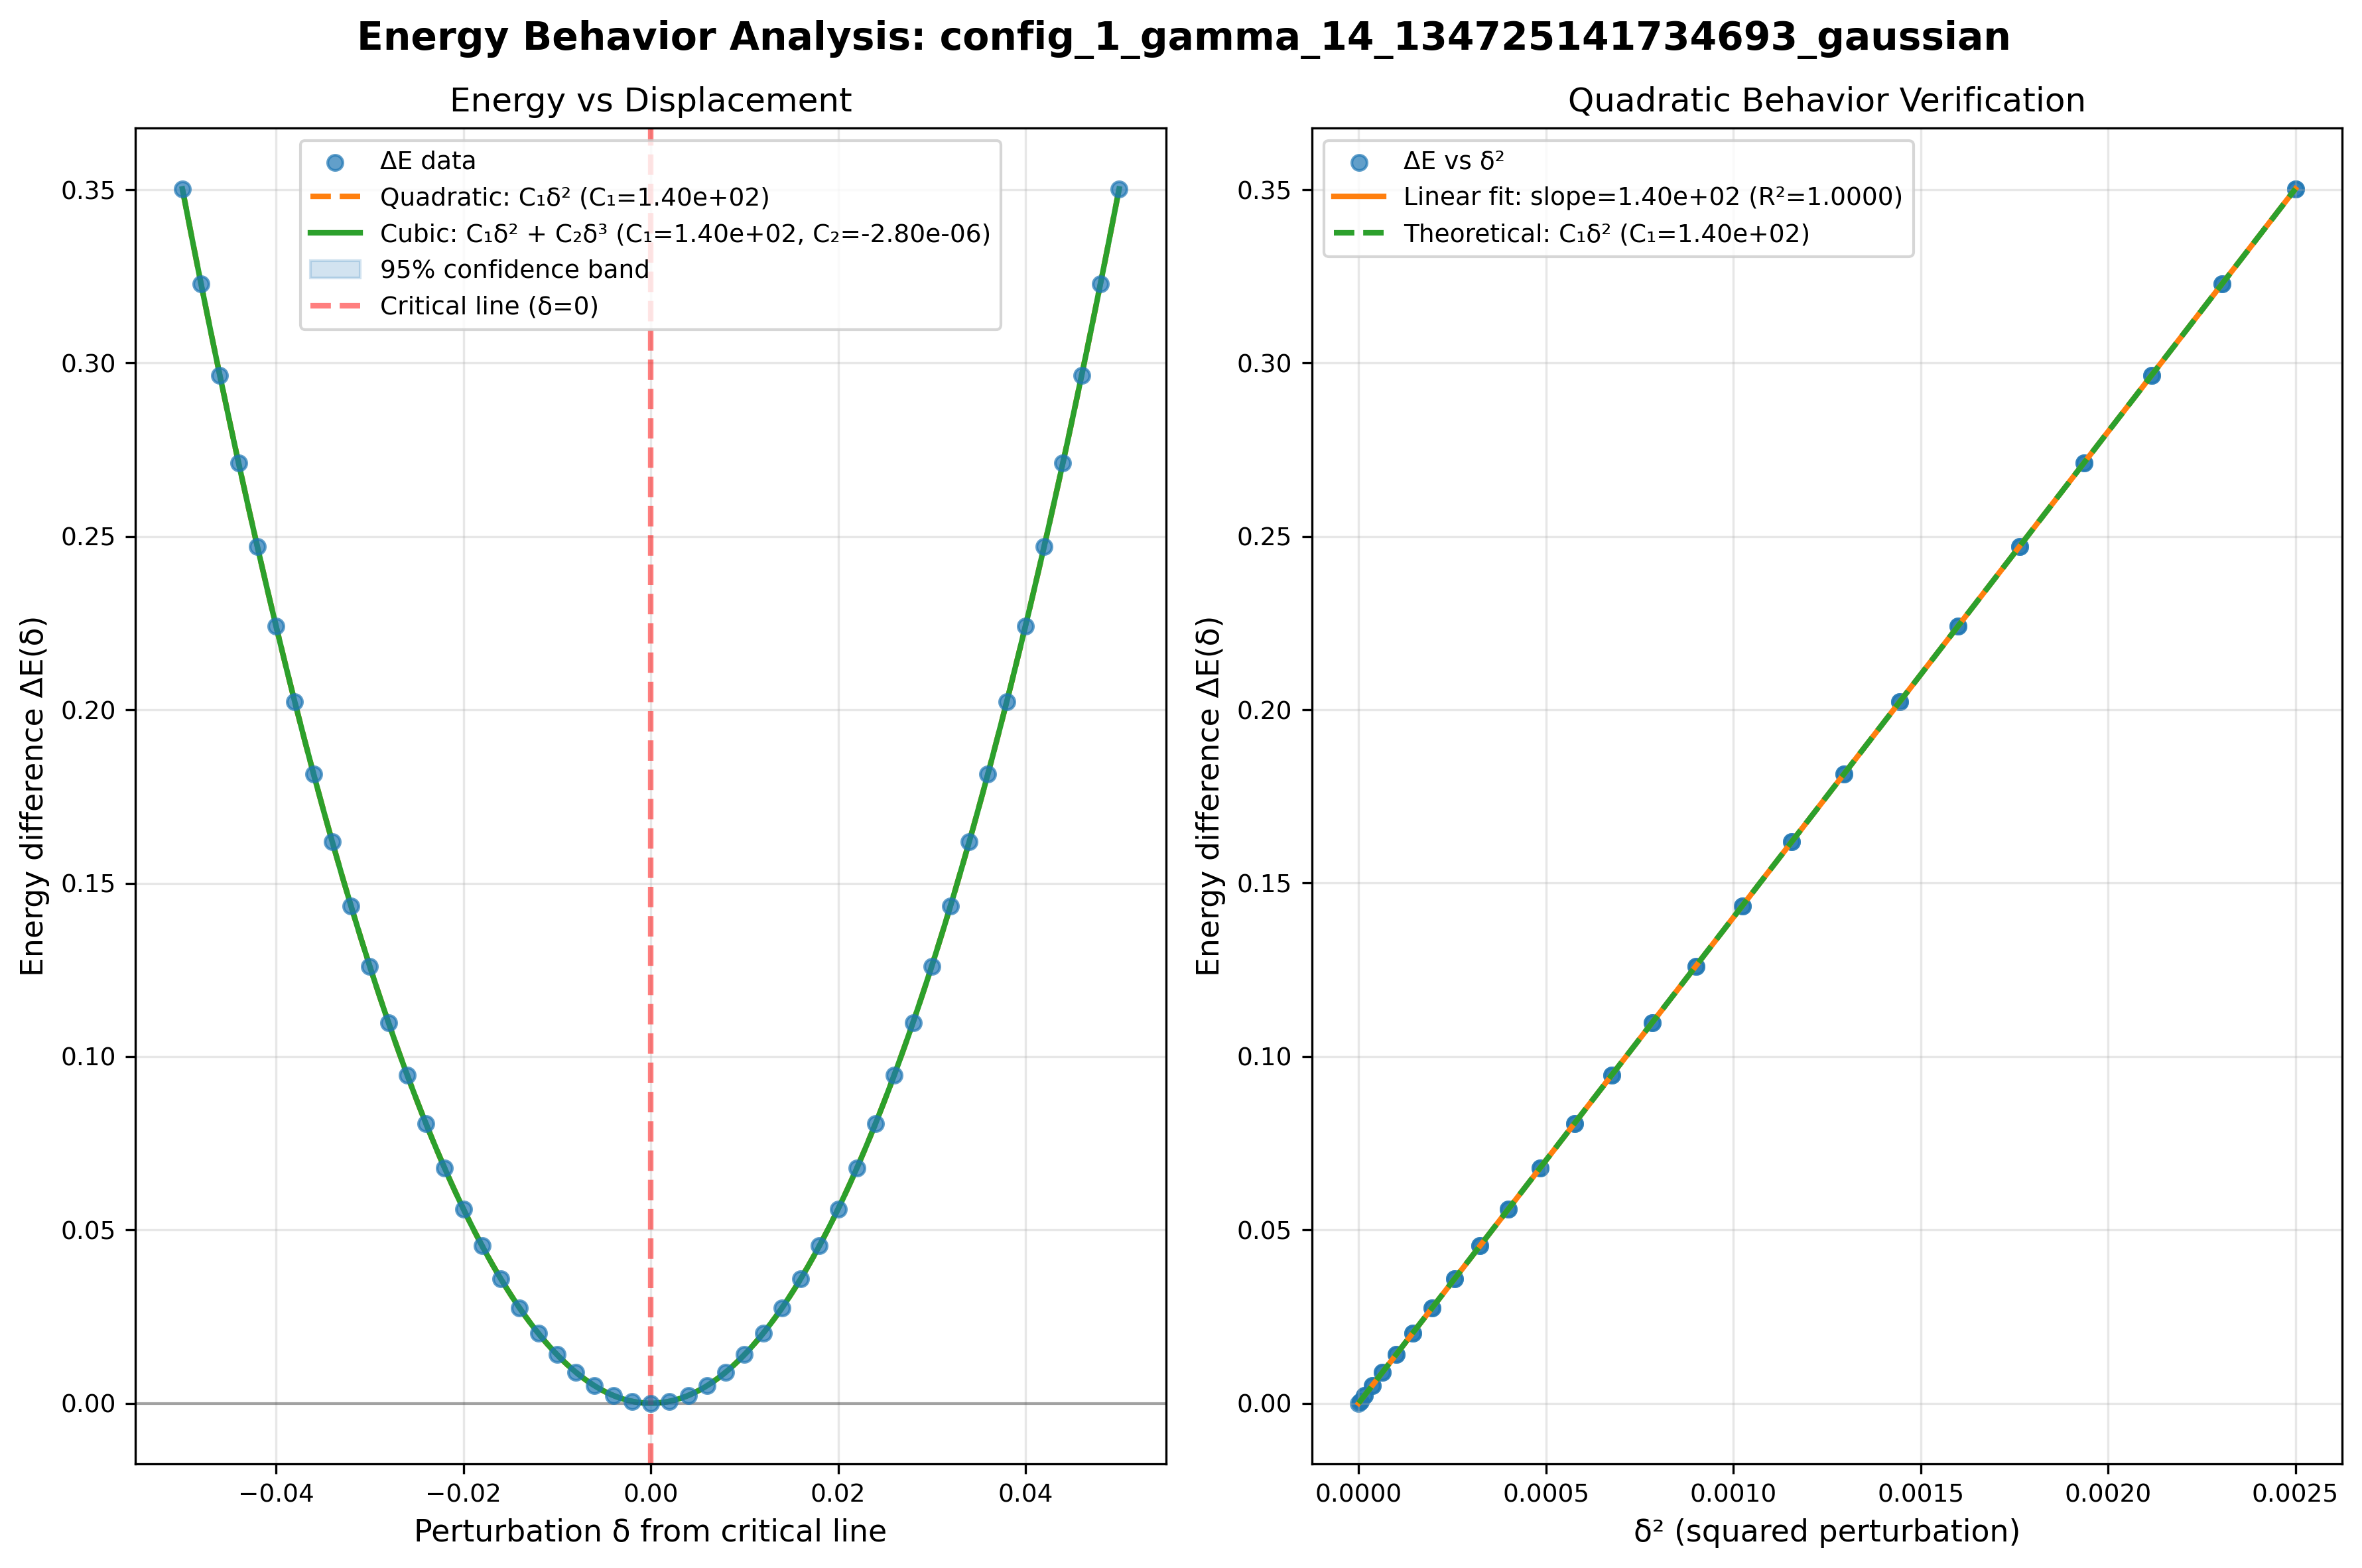 Energy Behavior Analysis: config_1_gamma_14_134725141734693_gaussian
Energy vs Displacement
ΔE data
Quadratic: C₁δ² (C₁=1.40e+02)
Cubic: C₁δ² + C₂δ³ (C₁=1.40e+02, C₂=-2.80e-06)
95% confidence band
Critical line (δ=0)
Energy difference ΔE(δ)
0.35
0.30
0.25
0.20
0.15
0.10
0.05
0.00
−0.04 −0.02 0.00 0.02 0.04
Perturbation δ from critical line
Quadratic Behavior Verification
ΔE vs δ²
Linear fit: slope=1.40e+02 (R²=1.0000)
Theoretical: C₁δ² (C₁=1.40e+02)
Energy difference ΔE(δ)
0.35
0.30
0.25
0.20
0.15
0.10
0.05
0.00
0.0000 0.0005 0.0010 0.0015 0.0020 0.0025
δ² (squared perturbation)